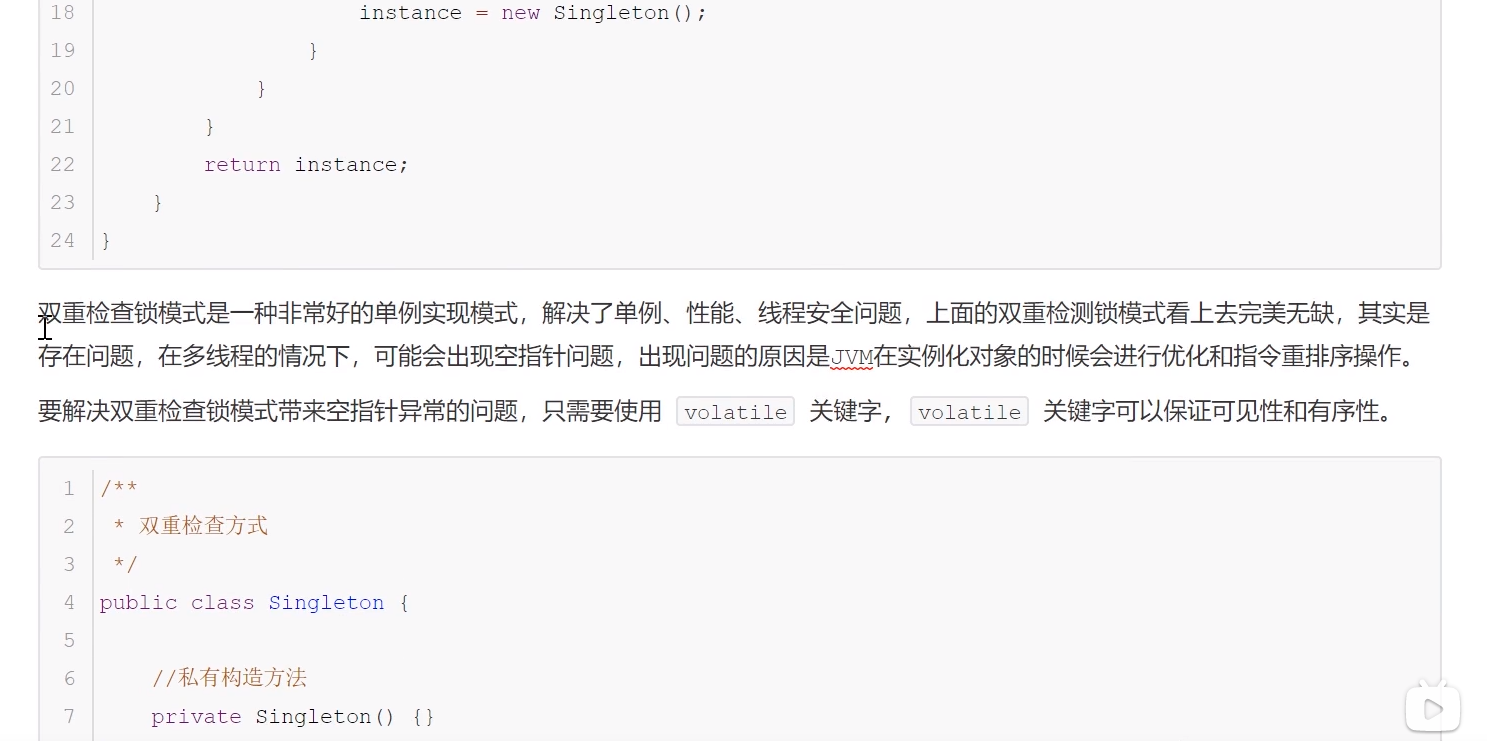 18 instance = new Singleton();
19 }
20 }
21 }
22 return instance;
23 }
24 }
双重检查锁模式是一种非常好的单例实现模式，解决了单例、性能、线程安全问题，上面的双重检测锁模式看上去完美无缺，其实是
存在问题，在多线程的情况下，可能会出现空指针问题，出现问题的原因是JVM在实例化对象的时候会进行优化和指令重排序操作。
要解决双重检查锁模式带来空指针异常的问题，只需要使用 volatile 关键字， volatile 关键字可以保证可见性和有序性。
1 /**
2 * 双重检查方式
3 */
4 public class Singleton {
5
6 //私有构造方法
7 private Singleton() {}